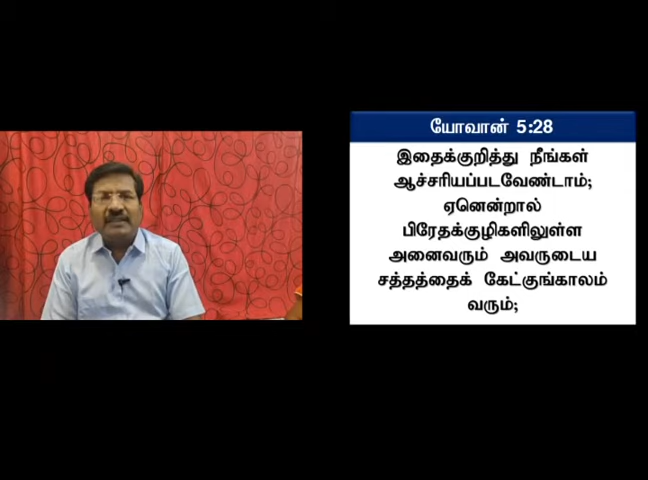 யோவான் 5:28
இதைக்குறித்து நீங்கள்
ஆச்சரியப்படவேண்டாம்;
ஏனென்றால்
பிரேதக்குழிகளிலுள்ள
அனைவரும் அவருடைய
சத்தத்தைக் கேட்குங்காலம்
வரும்;